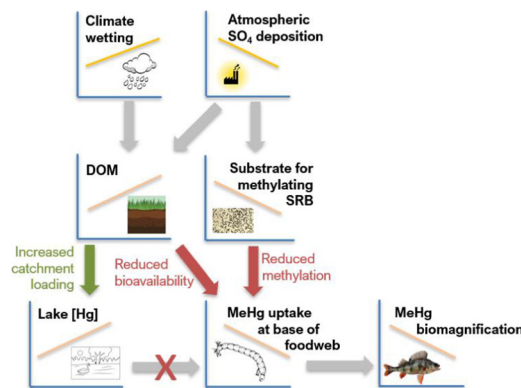 Climate
wetting
Atmospheric
SO₄ deposition
DOM
Substrate for
methylating
SRB
Increased
catchment
loading
Reduced
bioavailability
Reduced
methylation
Lake [Hg]
X
MeHg uptake
at base of
foodweb
MeHg
biomagnification